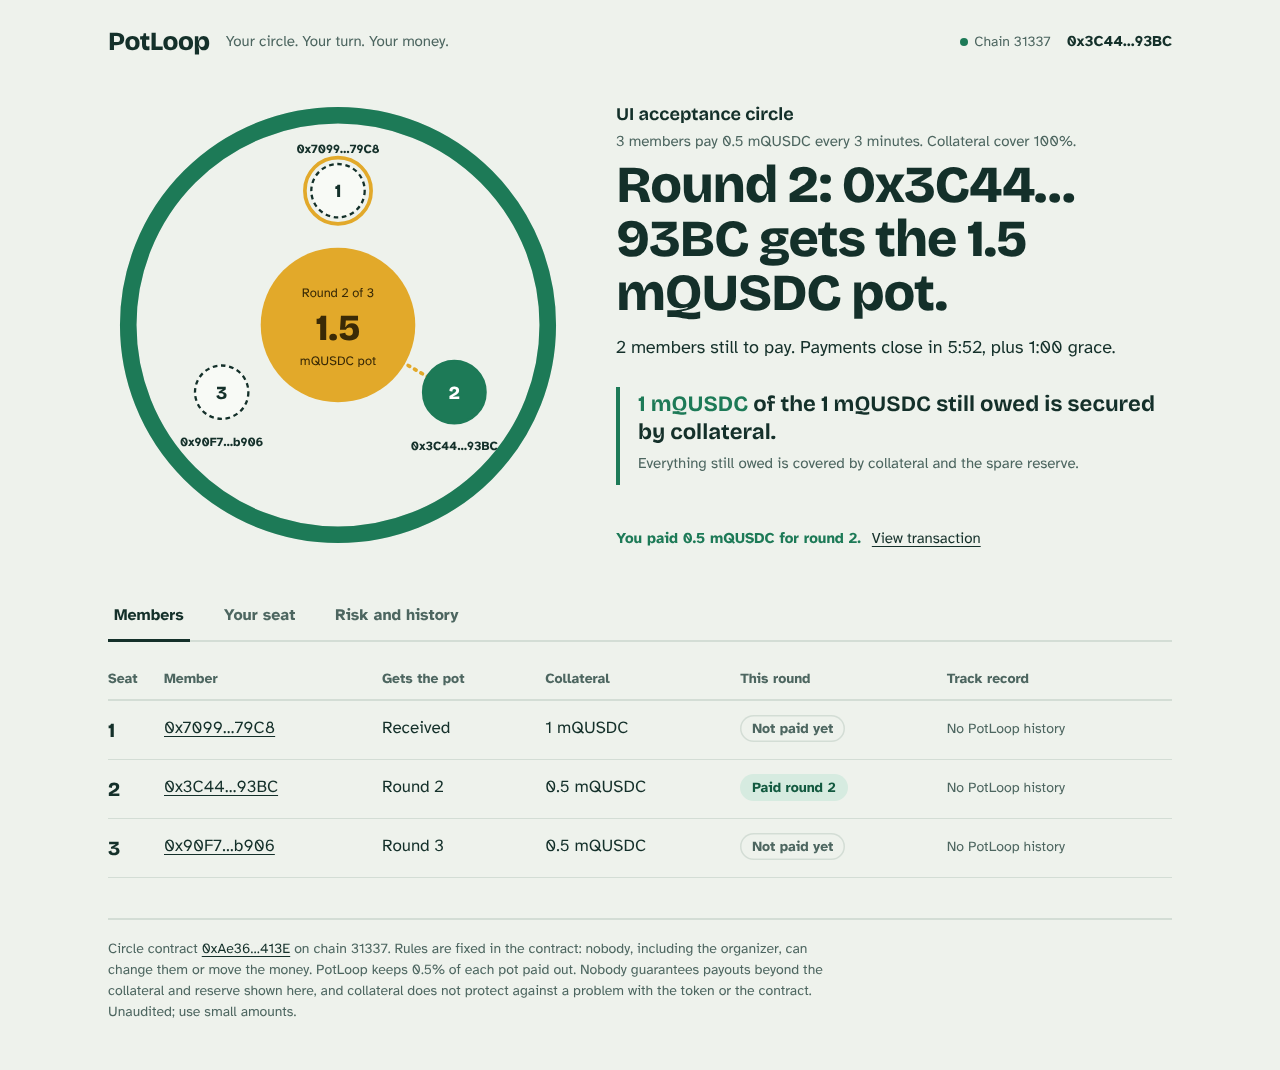 PotLoop
Your circle. Your turn. Your money.
Chain 31337
0x3C44…93BC
0x7099…79C8
1
Round 2 of 3
1.5
mQUSDC pot
3
2
0x90F7…b906
0x3C44…93BC
UI acceptance circle
3 members pay 0.5 mQUSDC every 3 minutes. Collateral cover 100%.
Round 2: 0x3C44…
93BC gets the 1.5
mQUSDC pot.
2 members still to pay. Payments close in 5:52, plus 1:00 grace.
1 mQUSDC of the 1 mQUSDC still owed is secured
by collateral.
Everything still owed is covered by collateral and the spare reserve.
You paid 0.5 mQUSDC for round 2. View transaction
Members Your seat Risk and history
Seat Member Gets the pot Collateral This round Track record
1 0x7099…79C8 Received 1 mQUSDC Not paid yet No PotLoop history
2 0x3C44…93BC Round 2 0.5 mQUSDC Paid round 2 No PotLoop history
3 0x90F7…b906 Round 3 0.5 mQUSDC Not paid yet No PotLoop history
Circle contract 0xAe36…413E on chain 31337. Rules are fixed in the contract: nobody, including the organizer, can
change them or move the money. PotLoop keeps 0.5% of each pot paid out. Nobody guarantees payouts beyond the
collateral and reserve shown here, and collateral does not protect against a problem with the token or the contract.
Unaudited; use small amounts.